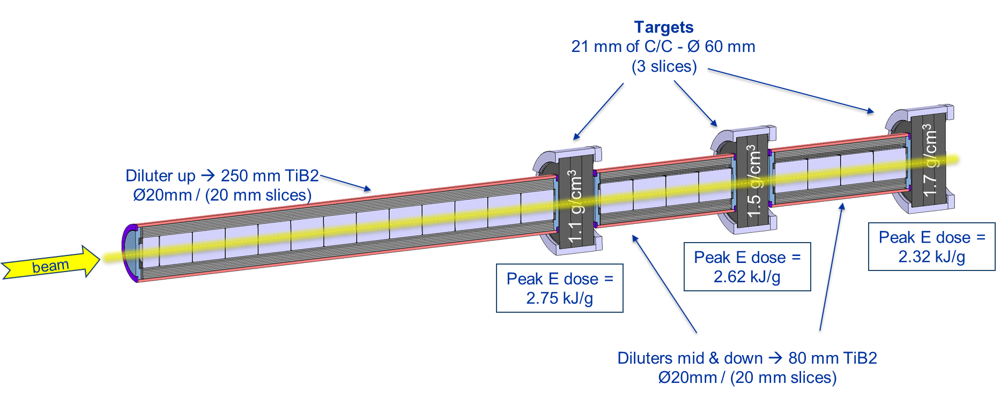 Targets
21 mm of C/C - Ø 60 mm
(3 slices)
Diluter up → 250 mm TiB2
Ø20mm / (20 mm slices)
beam
1.1 g/cm³
1.5 g/cm³
1.7 g/cm³
Peak E dose =
2.75 kJ/g
Peak E dose =
2.62 kJ/g
Peak E dose =
2.32 kJ/g
Diluters mid & down → 80 mm TiB2
Ø20mm / (20 mm slices)